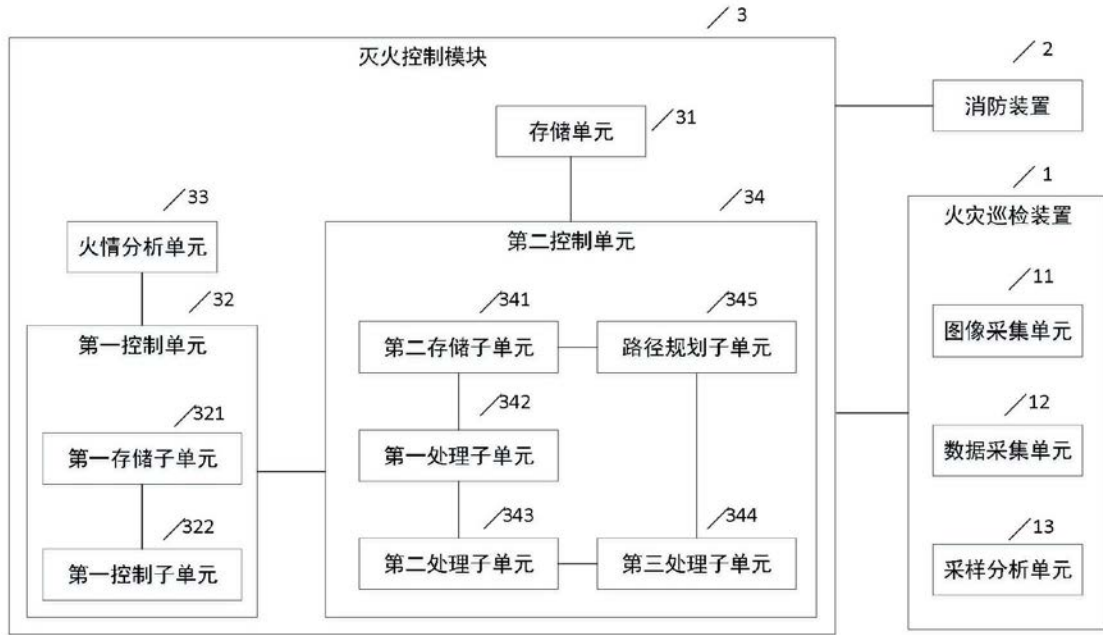 3
灭火控制模块
2
消防装置
存储单元
31
1
火灾巡检装置
33
火情分析单元
34
第二控制单元
32
第一控制单元
11
图像采集单元
341
第二存储子单元
345
路径规划子单元
321
第一存储子单元
342
第一处理子单元
12
数据采集单元
322
第一控制子单元
343
第二处理子单元
344
第三处理子单元
13
采样分析单元